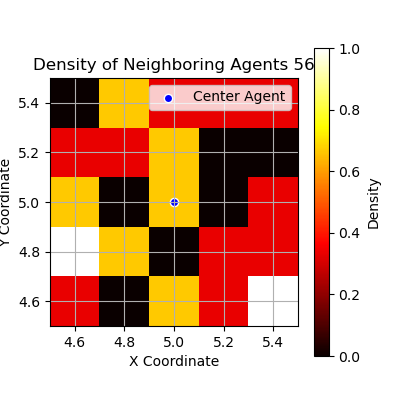 Density of Neighboring Agents 56
Center Agent
5.4
5.2
5.0
4.8
4.6
4.6 4.8 5.0 5.2 5.4
X Coordinate
Y Coordinate
1.0
0.8
0.6
0.4
0.2
0.0
Density